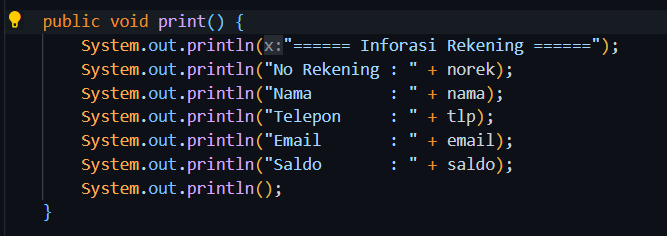 public void print() {
    System.out.println(x:"====== Inforasi Rekening ======");
    System.out.println("No Rekening : " + norek);
    System.out.println("Nama        : " + nama);
    System.out.println("Telepon     : " + tlp);
    System.out.println("Email       : " + email);
    System.out.println("Saldo       : " + saldo);
    System.out.println();
}